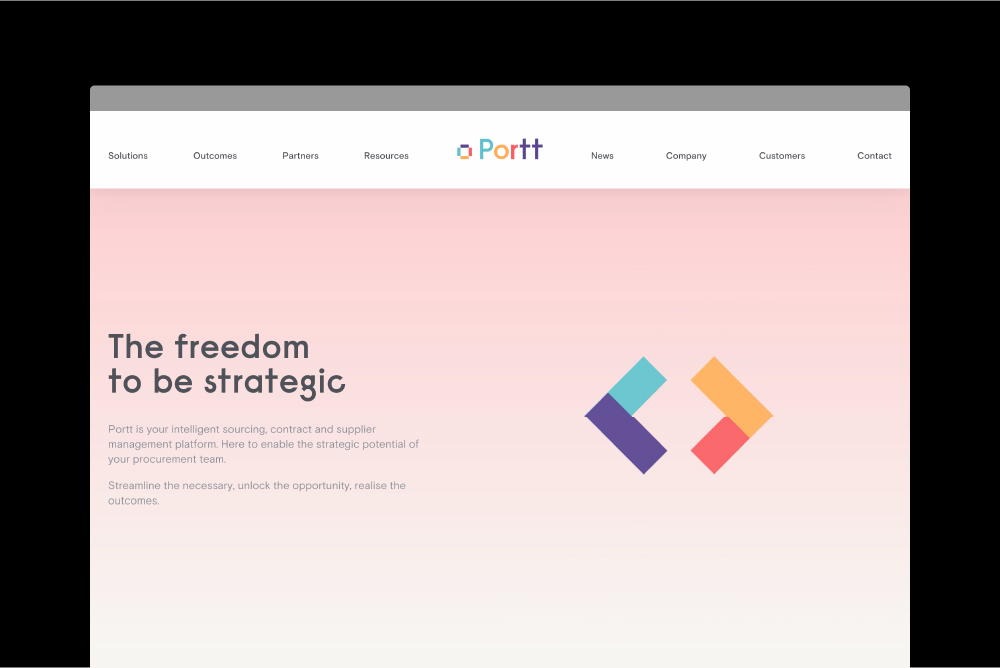 Solutions Outcomes Partners Resources Portt News Company Customers Contact
The freedom
to be strategic
Portt is your intelligent sourcing, contract and supplier
management platform. Here to enable the strategic potential of
your procurement team.
Streamline the necessary, unlock the opportunity, realise the
outcomes.